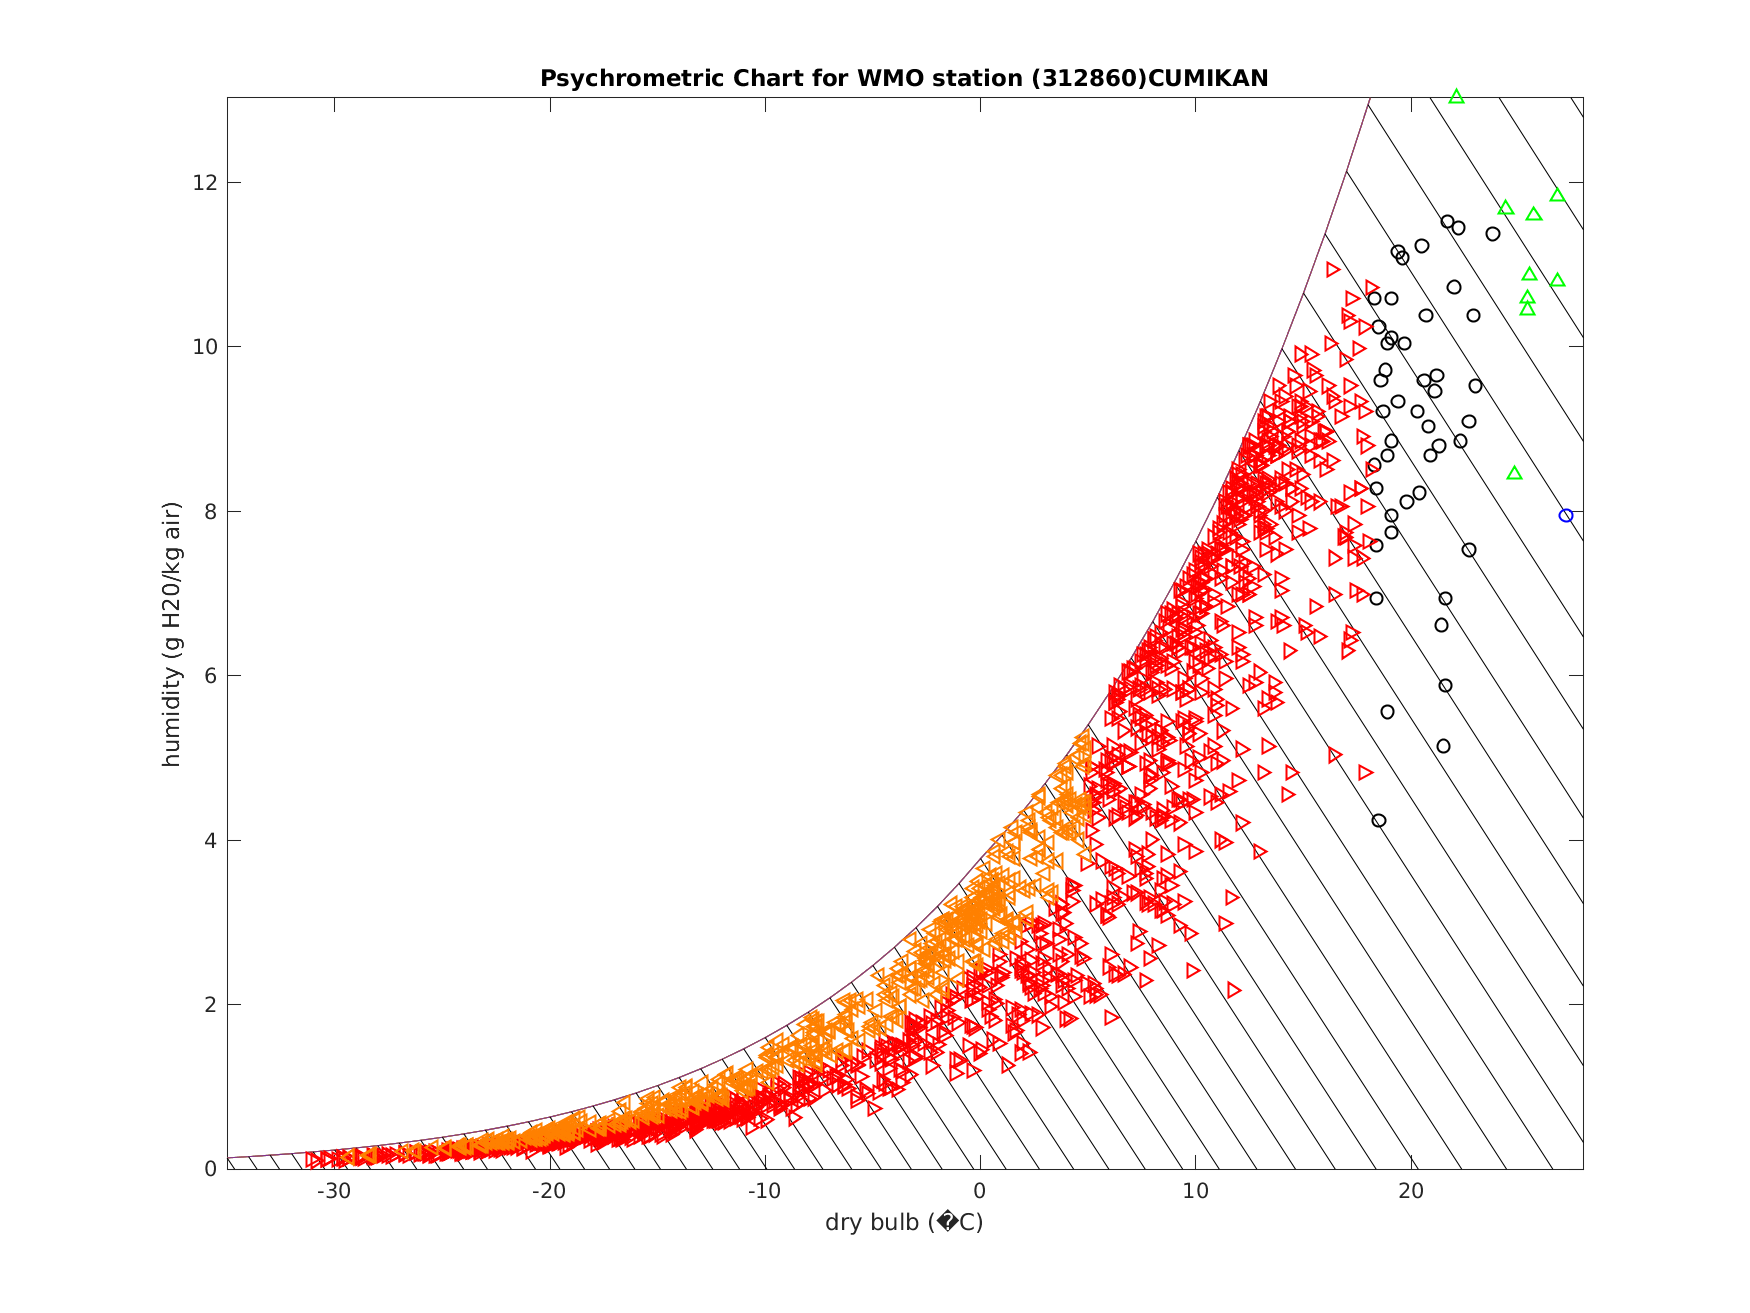 Psychrometric Chart for WMO station (312860)CUMIKAN
humidity (g H20/kg air)
12
10
8
6
4
2
0
-30 -20 -10 0 10 20
dry bulb (�C)